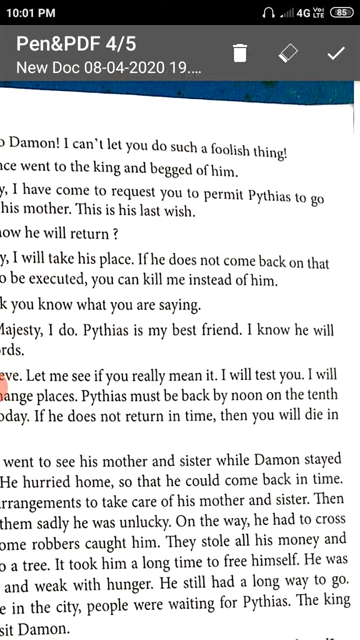 10:01 PM
4G VoLTE 85
Pen&PDF 4/5
New Doc 08-04-2020 19....
o Damon! I can't let you do such a foolish thing!
nce went to the king and begged of him.
y, I have come to request you to permit Pythias to go
his mother. This is his last wish.
ow he will return ?
y, I will take his place. If he does not come back on that
o be executed, you can kill me instead of him.
k you know what you are saying.
Majesty, I do. Pythias is my best friend. I know he will
rds.
eve. Let me see if you really mean it. I will test you. I will
hange places. Pythias must be back by noon on the tenth
oday. If he does not return in time, then you will die in
went to see his mother and sister while Damon stayed
He hurried home, so that he could come back in time.
rrangements to take care of his mother and sister. Then
them sadly he was unlucky. On the way, he had to cross
ome robbers caught him. They stole all his money and
o a tree. It took him a long time to free himself. He was
and weak with hunger. He still had a long way to go.
e in the city, people were waiting for Pythias. The king
sit Damon.